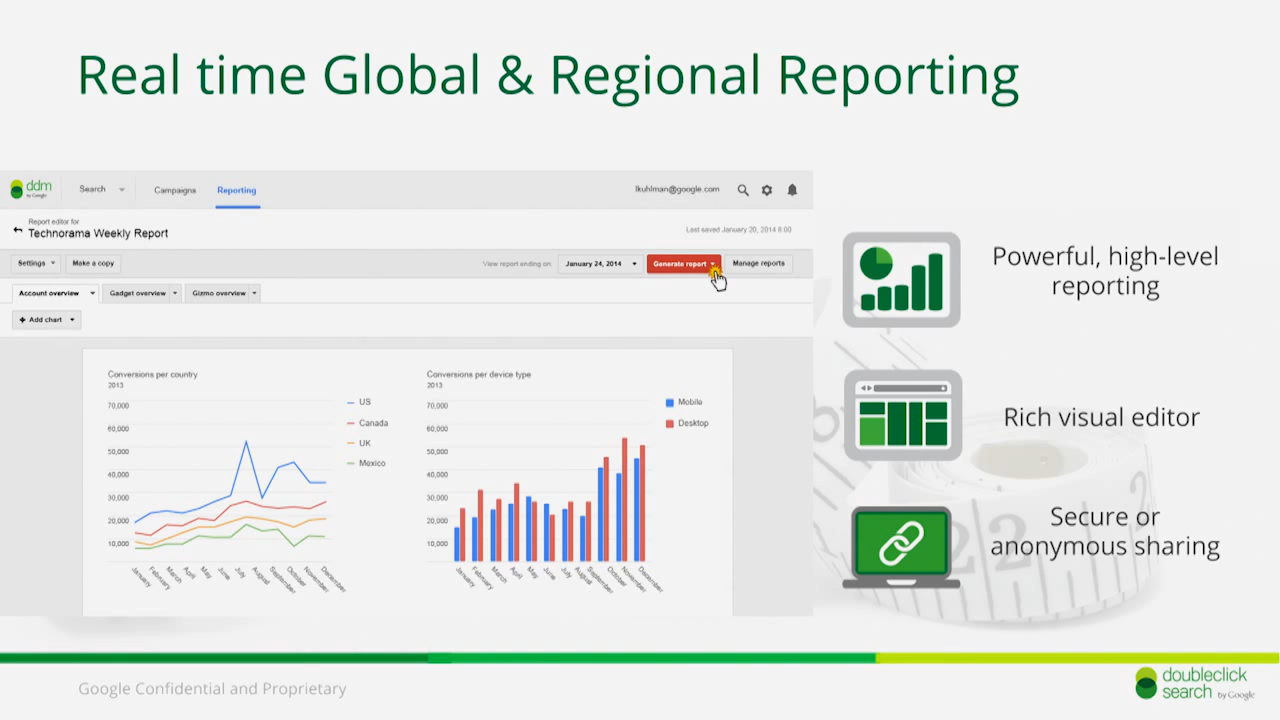 Real time Global & Regional Reporting
ddm
by Google
Search
Campaigns
Reporting
lkuhlman@google.com
Report editor for
Technorama Weekly Report
Last saved January 20, 2014 8:00
Settings
Make a copy
View report ending on:
January 24, 2014
Generate report
Manage reports
Account overview
Gadget overview
Gizmo overview
Add chart
Conversions per country
2013
70,000
60,000
50,000
40,000
30,000
20,000
10,000
January
February
March
April
May
June
July
August
September
October
November
December
US
Canada
UK
Mexico
Conversions per device type
2013
70,000
60,000
50,000
40,000
30,000
20,000
10,000
January
February
March
April
May
June
July
August
September
October
November
December
Mobile
Desktop
Powerful, high-level
reporting
Rich visual editor
Secure or
anonymous sharing
22
2
Google Confidential and Proprietary
doubleclick
search by Google